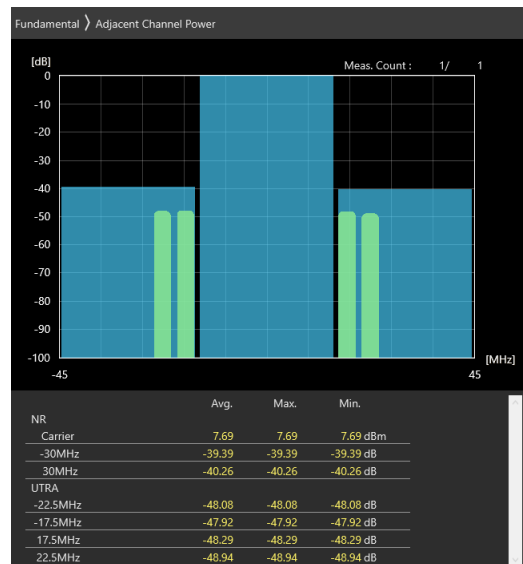 Fundamental ❯ Adjacent Channel Power
[dB] Meas. Count : 1/ 1
0
-10
-20
-30
-40
-50
-60
-70
-80
-90
-100 [MHz]
-45 45
Avg. Max. Min.
NR
Carrier 7.69 7.69 7.69 dBm
-30MHz -39.39 -39.39 -39.39 dB
30MHz -40.26 -40.26 -40.26 dB
UTRA
-22.5MHz -48.08 -48.08 -48.08 dB
-17.5MHz -47.92 -47.92 -47.92 dB
17.5MHz -48.29 -48.29 -48.29 dB
22.5MHz -48.94 -48.94 -48.94 dB